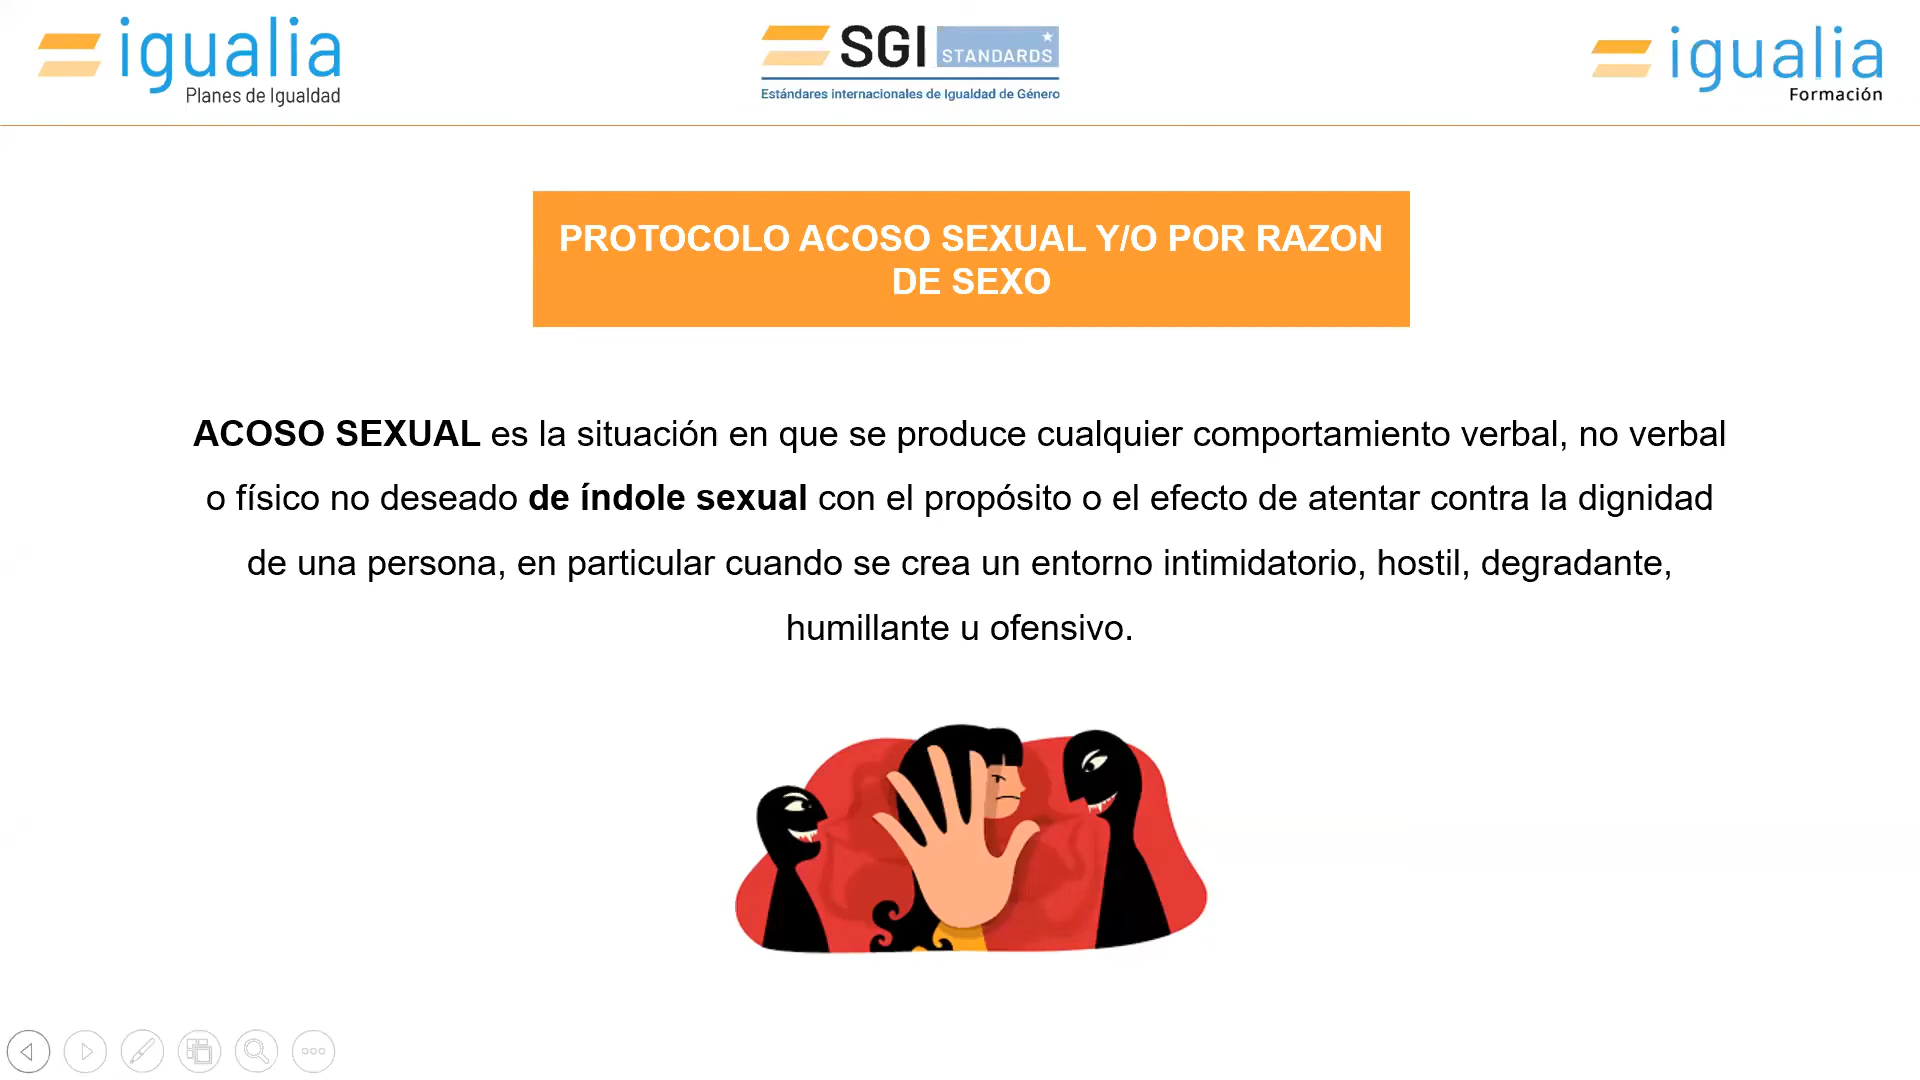 igualia
Planes de Igualdad
SGI STANDARDS
Estándares internacionales de Igualdad de Género
igualia
Formación
PROTOCOLO ACOSO SEXUAL Y/O POR RAZON
DE SEXO
ACOSO SEXUAL es la situación en que se produce cualquier comportamiento verbal, no verbal
o físico no deseado de índole sexual con el propósito o el efecto de atentar contra la dignidad
de una persona, en particular cuando se crea un entorno intimidatorio, hostil, degradante,
humillante u ofensivo.